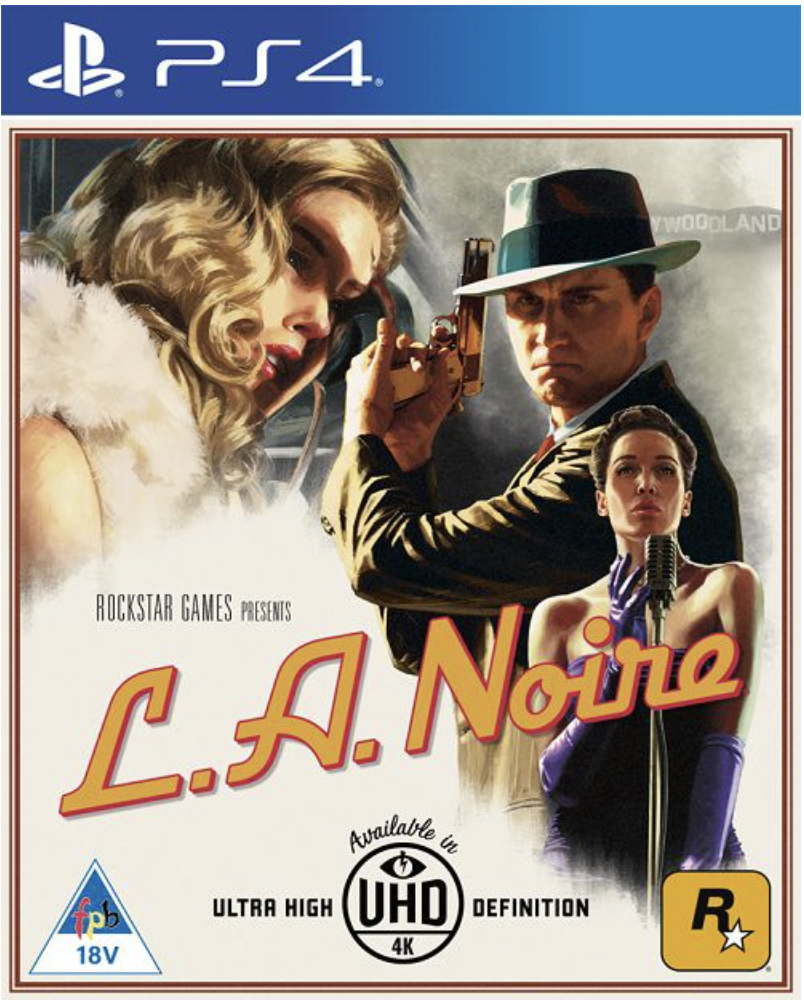 PS4
YWOODLAND
ROCKSTAR GAMES PRESENTS
L.A. Noire
Available in
ULTRA HIGH UHD DEFINITION
4K
fpb
18V
R